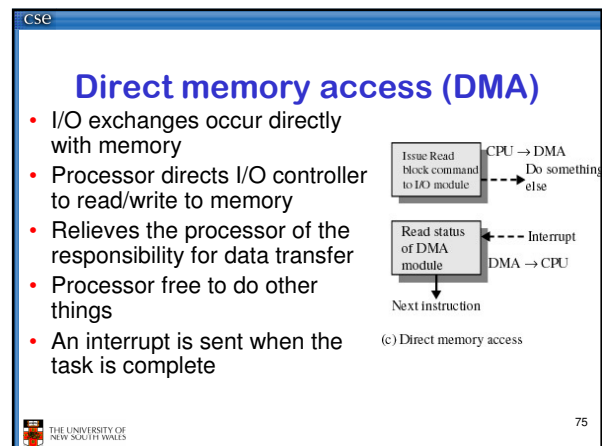 cse
Direct memory access (DMA)
• I/O exchanges occur directly
with memory
• Processor directs I/O controller
to read/write to memory
• Relieves the processor of the
responsibility for data transfer
• Processor free to do other
things
• An interrupt is sent when the
task is complete
Issue Read
block command
to I/O module
CPU → DMA
Do something
else
Read status
of DMA
module
Interrupt
DMA → CPU
Next instruction
(c) Direct memory access
THE UNIVERSITY OF
NEW SOUTH WALES
75